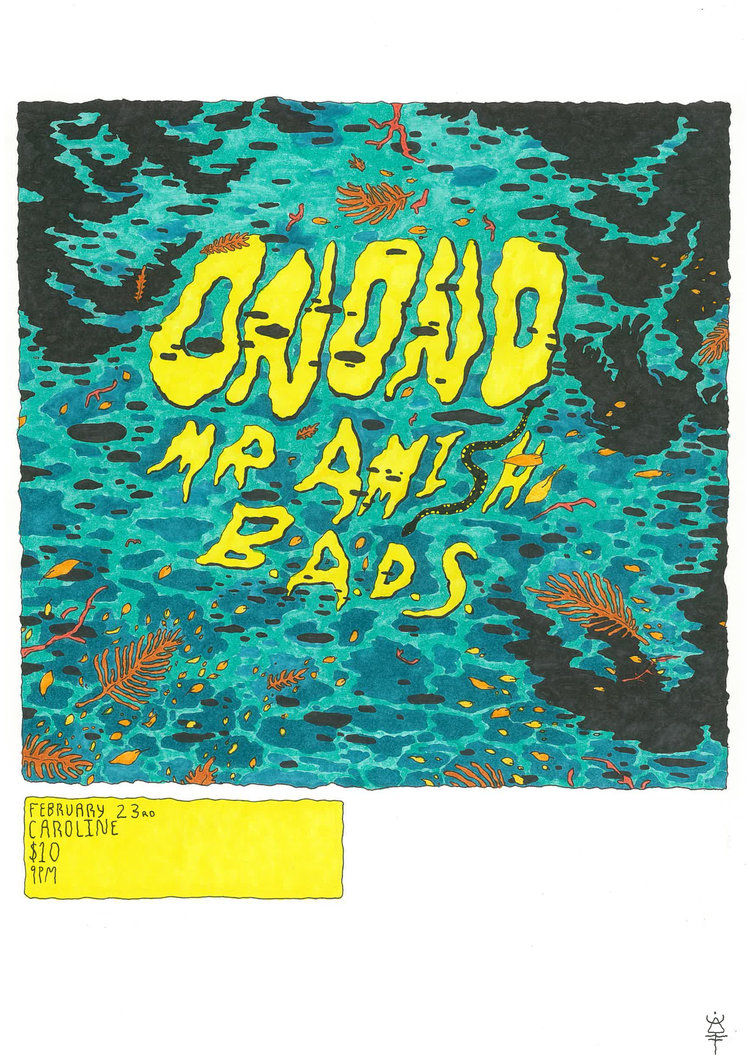 ONONO
MR AMISH
B.A.D.S.
FEBRUARY 23RD
CAROLINE
$10
9PM